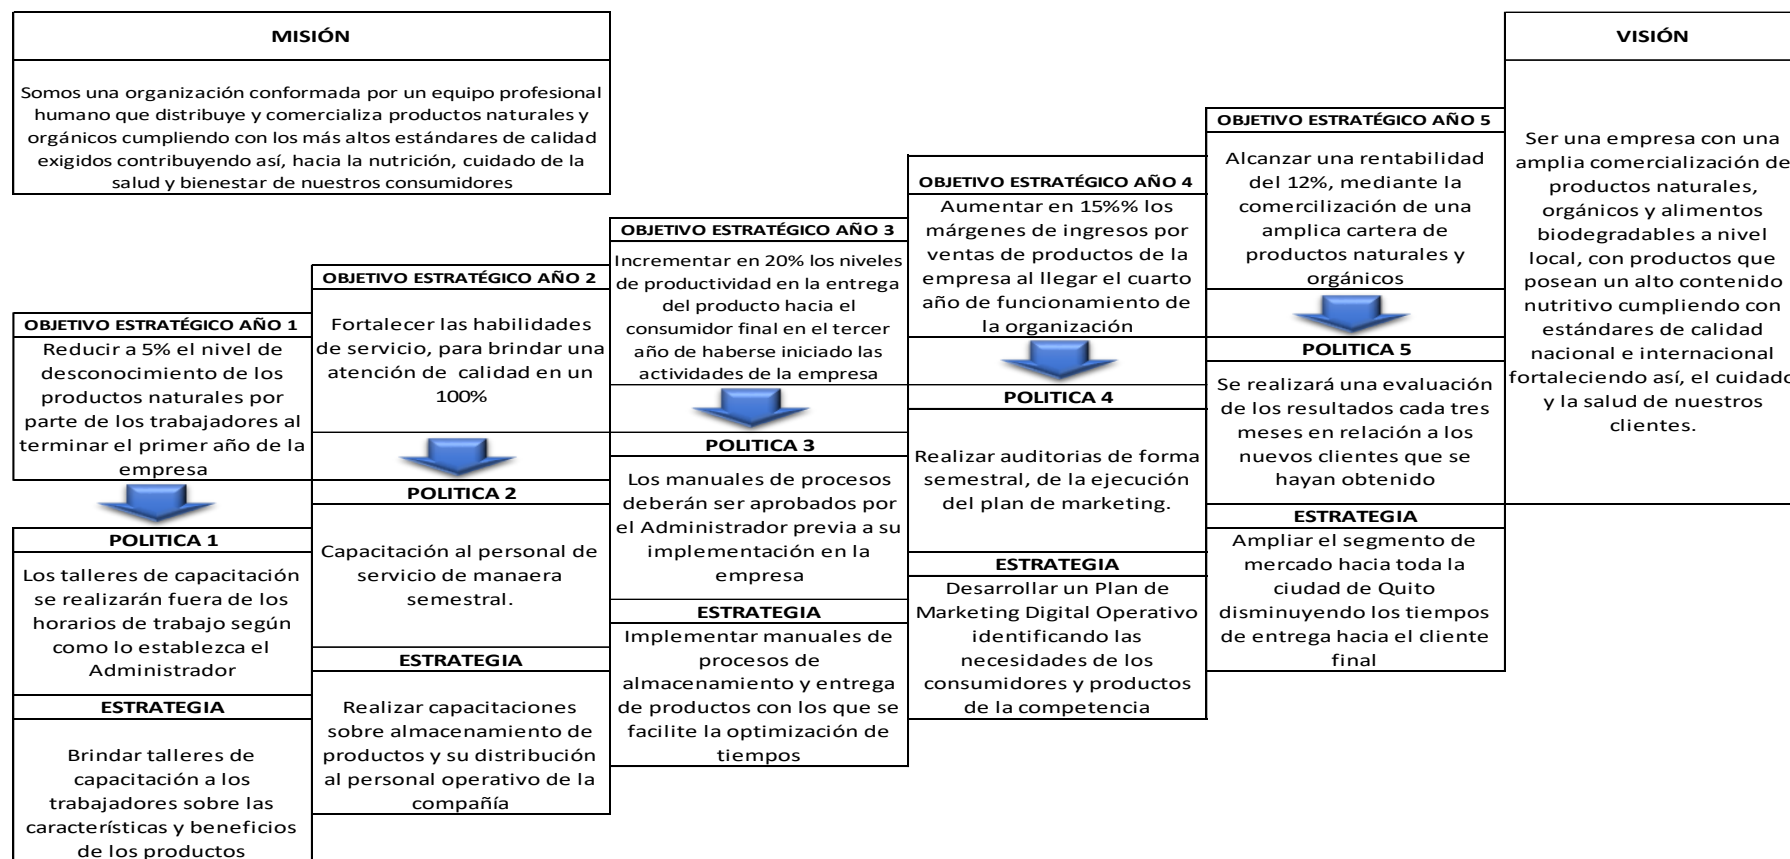 MISIÓN
Somos una organización conformada por un equipo profesional
humano que distribuye y comercializa productos naturales y
orgánicos cumpliendo con los más altos estándares de calidad
exigidos contribuyendo así, hacia la nutrición, cuidado de la
salud y bienestar de nuestros consumidores
OBJETIVO ESTRATÉGICO AÑO 1
Reducir a 5% el nivel de
desconocimiento de los
productos naturales por
parte de los trabajadores al
terminar el primer año de la
empresa
POLITICA 1
Los talleres de capacitación
se realizarán fuera de los
horarios de trabajo según
como lo establezca el
Administrador
ESTRATEGIA
Brindar talleres de
capacitación a los
trabajadores sobre las
características y beneficios
de los productos
OBJETIVO ESTRATÉGICO AÑO 2
Fortalecer las habilidades
de servicio, para brindar una
atención de calidad en un
100%
POLITICA 2
Capacitación al personal de
servicio de manaera
semestral.
ESTRATEGIA
Realizar capacitaciones
sobre almacenamiento de
productos y su distribución
al personal operativo de la
compañía
OBJETIVO ESTRATÉGICO AÑO 3
Incrementar en 20% los niveles
de productividad en la entrega
del producto hacia el
consumidor final en el tercer
año de haberse iniciado las
actividades de la empresa
POLITICA 3
Los manuales de procesos
deberán ser aprobados por
el Administrador previa a su
implementación en la
empresa
ESTRATEGIA
Implementar manuales de
procesos de
almacenamiento y entrega
de productos con los que se
facilite la optimización de
tiempos
OBJETIVO ESTRATÉGICO AÑO 4
Aumentar en 15%% los
márgenes de ingresos por
ventas de productos de la
empresa al llegar el cuarto
año de funcionamiento de
la organización
POLITICA 4
Realizar auditorias de forma
semestral, de la ejecución
del plan de marketing.
ESTRATEGIA
Desarrollar un Plan de
Marketing Digital Operativo
identificando las
necesidades de los
consumidores y productos
de la competencia
OBJETIVO ESTRATÉGICO AÑO 5
Alcanzar una rentabilidad
del 12%, mediante la
comercilización de una
amplica cartera de
productos naturales y
orgánicos
POLITICA 5
Se realizará una evaluación
de los resultados cada tres
meses en relación a los
nuevos clientes que se
hayan obtenido
ESTRATEGIA
Ampliar el segmento de
mercado hacia toda la
ciudad de Quito
disminuyendo los tiempos
de entrega hacia el cliente
final
VISIÓN
Ser una empresa con una
amplia comercialización de
productos naturales,
orgánicos y alimentos
biodegradables a nivel
local, con productos que
posean un alto contenido
nutritivo cumpliendo con
estándares de calidad
nacional e internacional
fortaleciendo así, el cuidado
y la salud de nuestros
clientes.